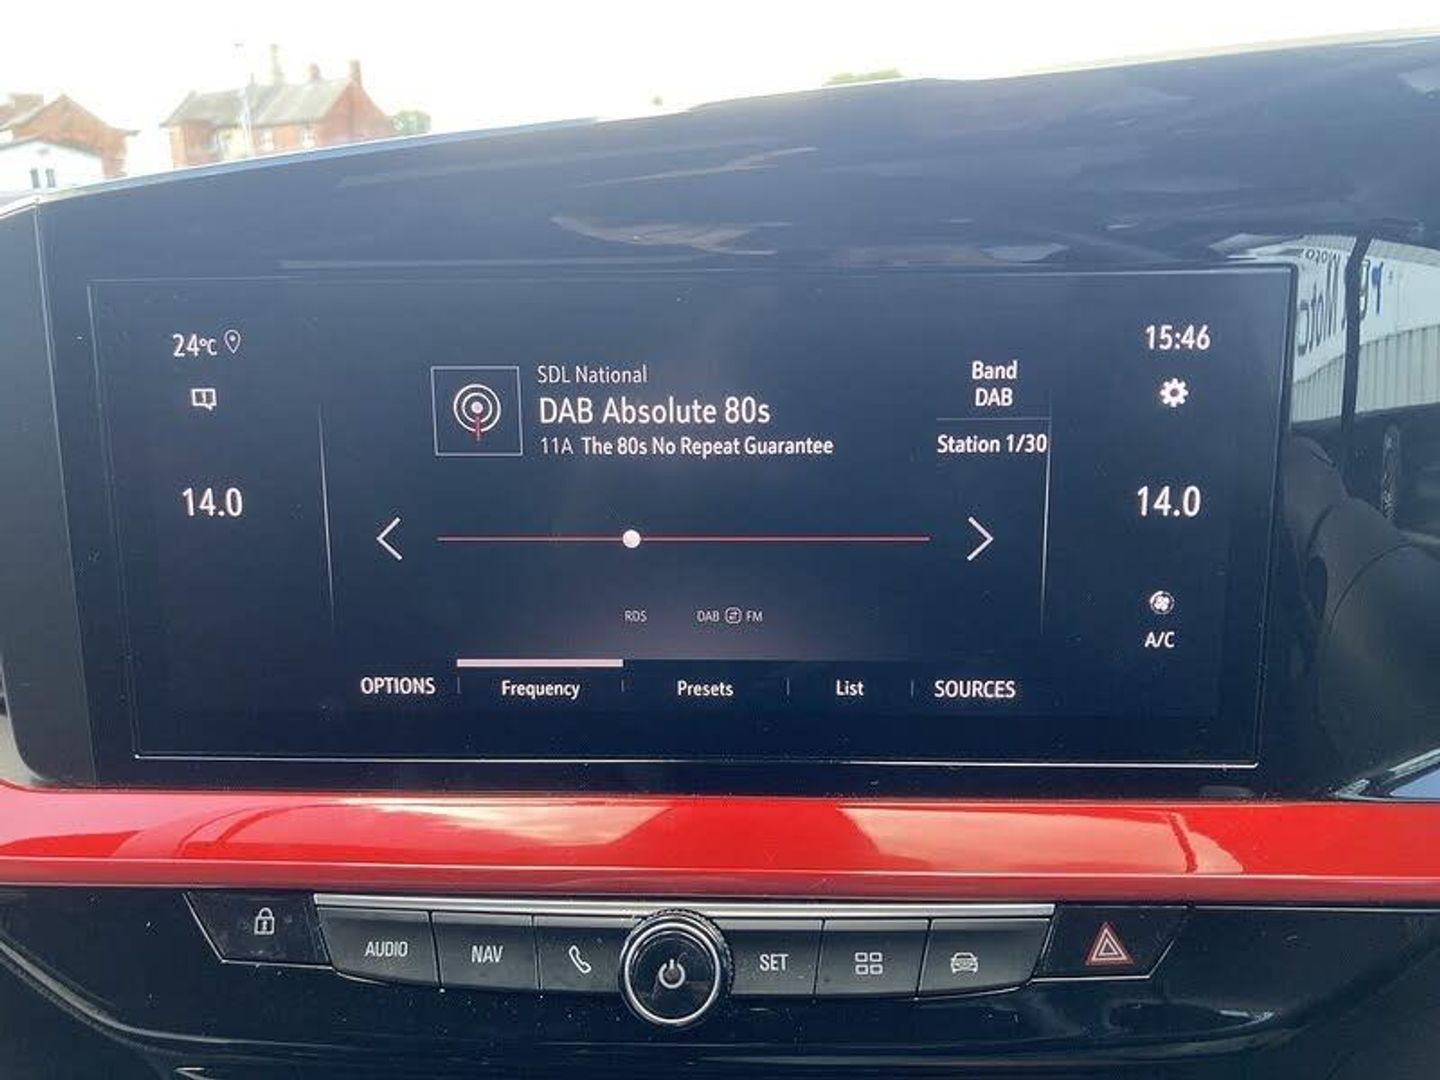 24°C
15:46
SDL National
DAB Absolute 80s
11A The 80s No Repeat Guarantee
Band
DAB
Station 1/30
14.0
14.0
RDS
DAB FM
A/C
OPTIONS
Frequency
Presets
List
SOURCES
AUDIO
NAV
SET